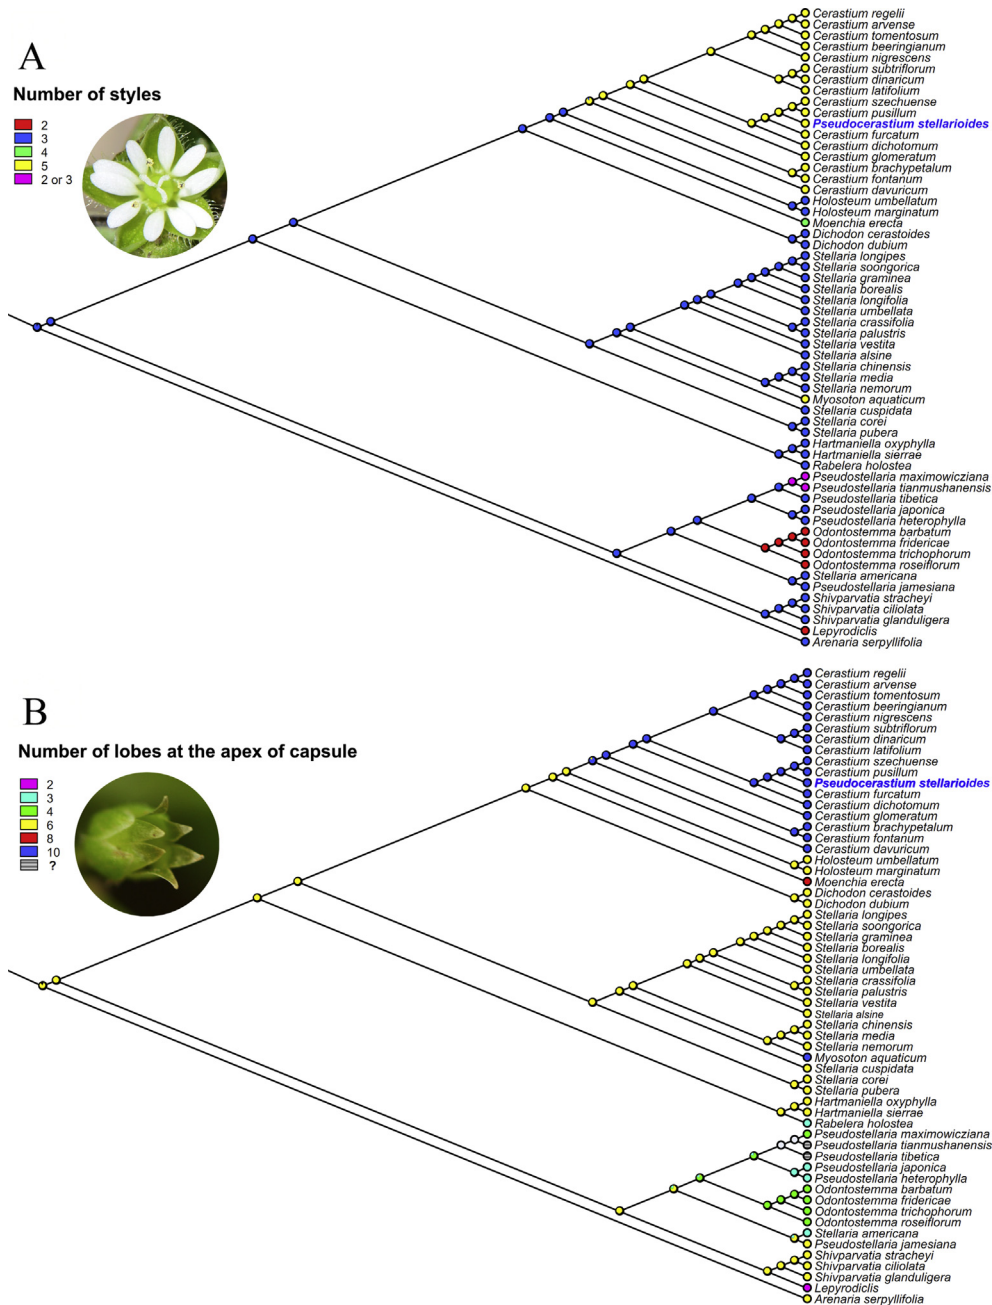 A
Number of styles
2
3
4
5
2 or 3
Cerastium regelii
Cerastium arvense
Cerastium tomentosum
Cerastium beeringianum
Cerastium nigrescens
Cerastium subtriflorum
Cerastium dinaricum
Cerastium latifolium
Cerastium szechuense
Cerastium pusillum
Pseudocerastium stellarioides
Cerastium furcatum
Cerastium dichotomum
Cerastium glomeratum
Cerastium brachypetalum
Cerastium fontanum
Cerastium davuricum
Holosteum umbellatum
Holosteum marginatum
Moenchia erecta
Dichodon cerastoides
Dichodon dubium
Stellaria longipes
Stellaria soongorica
Stellaria graminea
Stellaria borealis
Stellaria longifolia
Stellaria umbellata
Stellaria crassifolia
Stellaria palustris
Stellaria vestita
Stellaria alsine
Stellaria chinensis
Stellaria media
Stellaria nemorum
Myosoton aquaticum
Stellaria cuspidata
Stellaria corei
Stellaria pubera
Hartmaniella oxyphylla
Hartmaniella sierrae
Rabelera holostea
Pseudostellaria maximowicziana
Pseudostellaria tianmushanensis
Pseudostellaria tibetica
Pseudostellaria japonica
Pseudostellaria heterophylla
Odontostemma barbatum
Odontostemma fridericae
Odontostemma trichophorum
Odontostemma roseiflorum
Stellaria americana
Pseudostellaria jamesiana
Shivparvatia stracheyi
Shivparvatia ciliolata
Shivparvatia glanduligera
Lepyrodiclis
Arenaria serpyllifolia
B
Number of lobes at the apex of capsule
2
3
4
6
8
10
?
Cerastium regelii
Cerastium arvense
Cerastium tomentosum
Cerastium beeringianum
Cerastium nigrescens
Cerastium subtriflorum
Cerastium dinaricum
Cerastium latifolium
Cerastium szechuense
Cerastium pusillum
Pseudocerastium stellarioides
Cerastium furcatum
Cerastium dichotomum
Cerastium glomeratum
Cerastium brachypetalum
Cerastium fontanum
Cerastium davuricum
Holosteum umbellatum
Holosteum marginatum
Moenchia erecta
Dichodon cerastoides
Dichodon dubium
Stellaria longipes
Stellaria soongorica
Stellaria graminea
Stellaria borealis
Stellaria longifolia
Stellaria umbellata
Stellaria crassifolia
Stellaria palustris
Stellaria vestita
Stellaria alsine
Stellaria chinensis
Stellaria media
Stellaria nemorum
Myosoton aquaticum
Stellaria cuspidata
Stellaria corei
Stellaria pubera
Hartmaniella oxyphylla
Hartmaniella sierrae
Rabelera holostea
Pseudostellaria maximowicziana
Pseudostellaria tianmushanensis
Pseudostellaria tibetica
Pseudostellaria japonica
Pseudostellaria heterophylla
Odontostemma barbatum
Odontostemma fridericae
Odontostemma trichophorum
Odontostemma roseiflorum
Stellaria americana
Pseudostellaria jamesiana
Shivparvatia stracheyi
Shivparvatia ciliolata
Shivparvatia glanduligera
Lepyrodiclis
Arenaria serpyllifolia